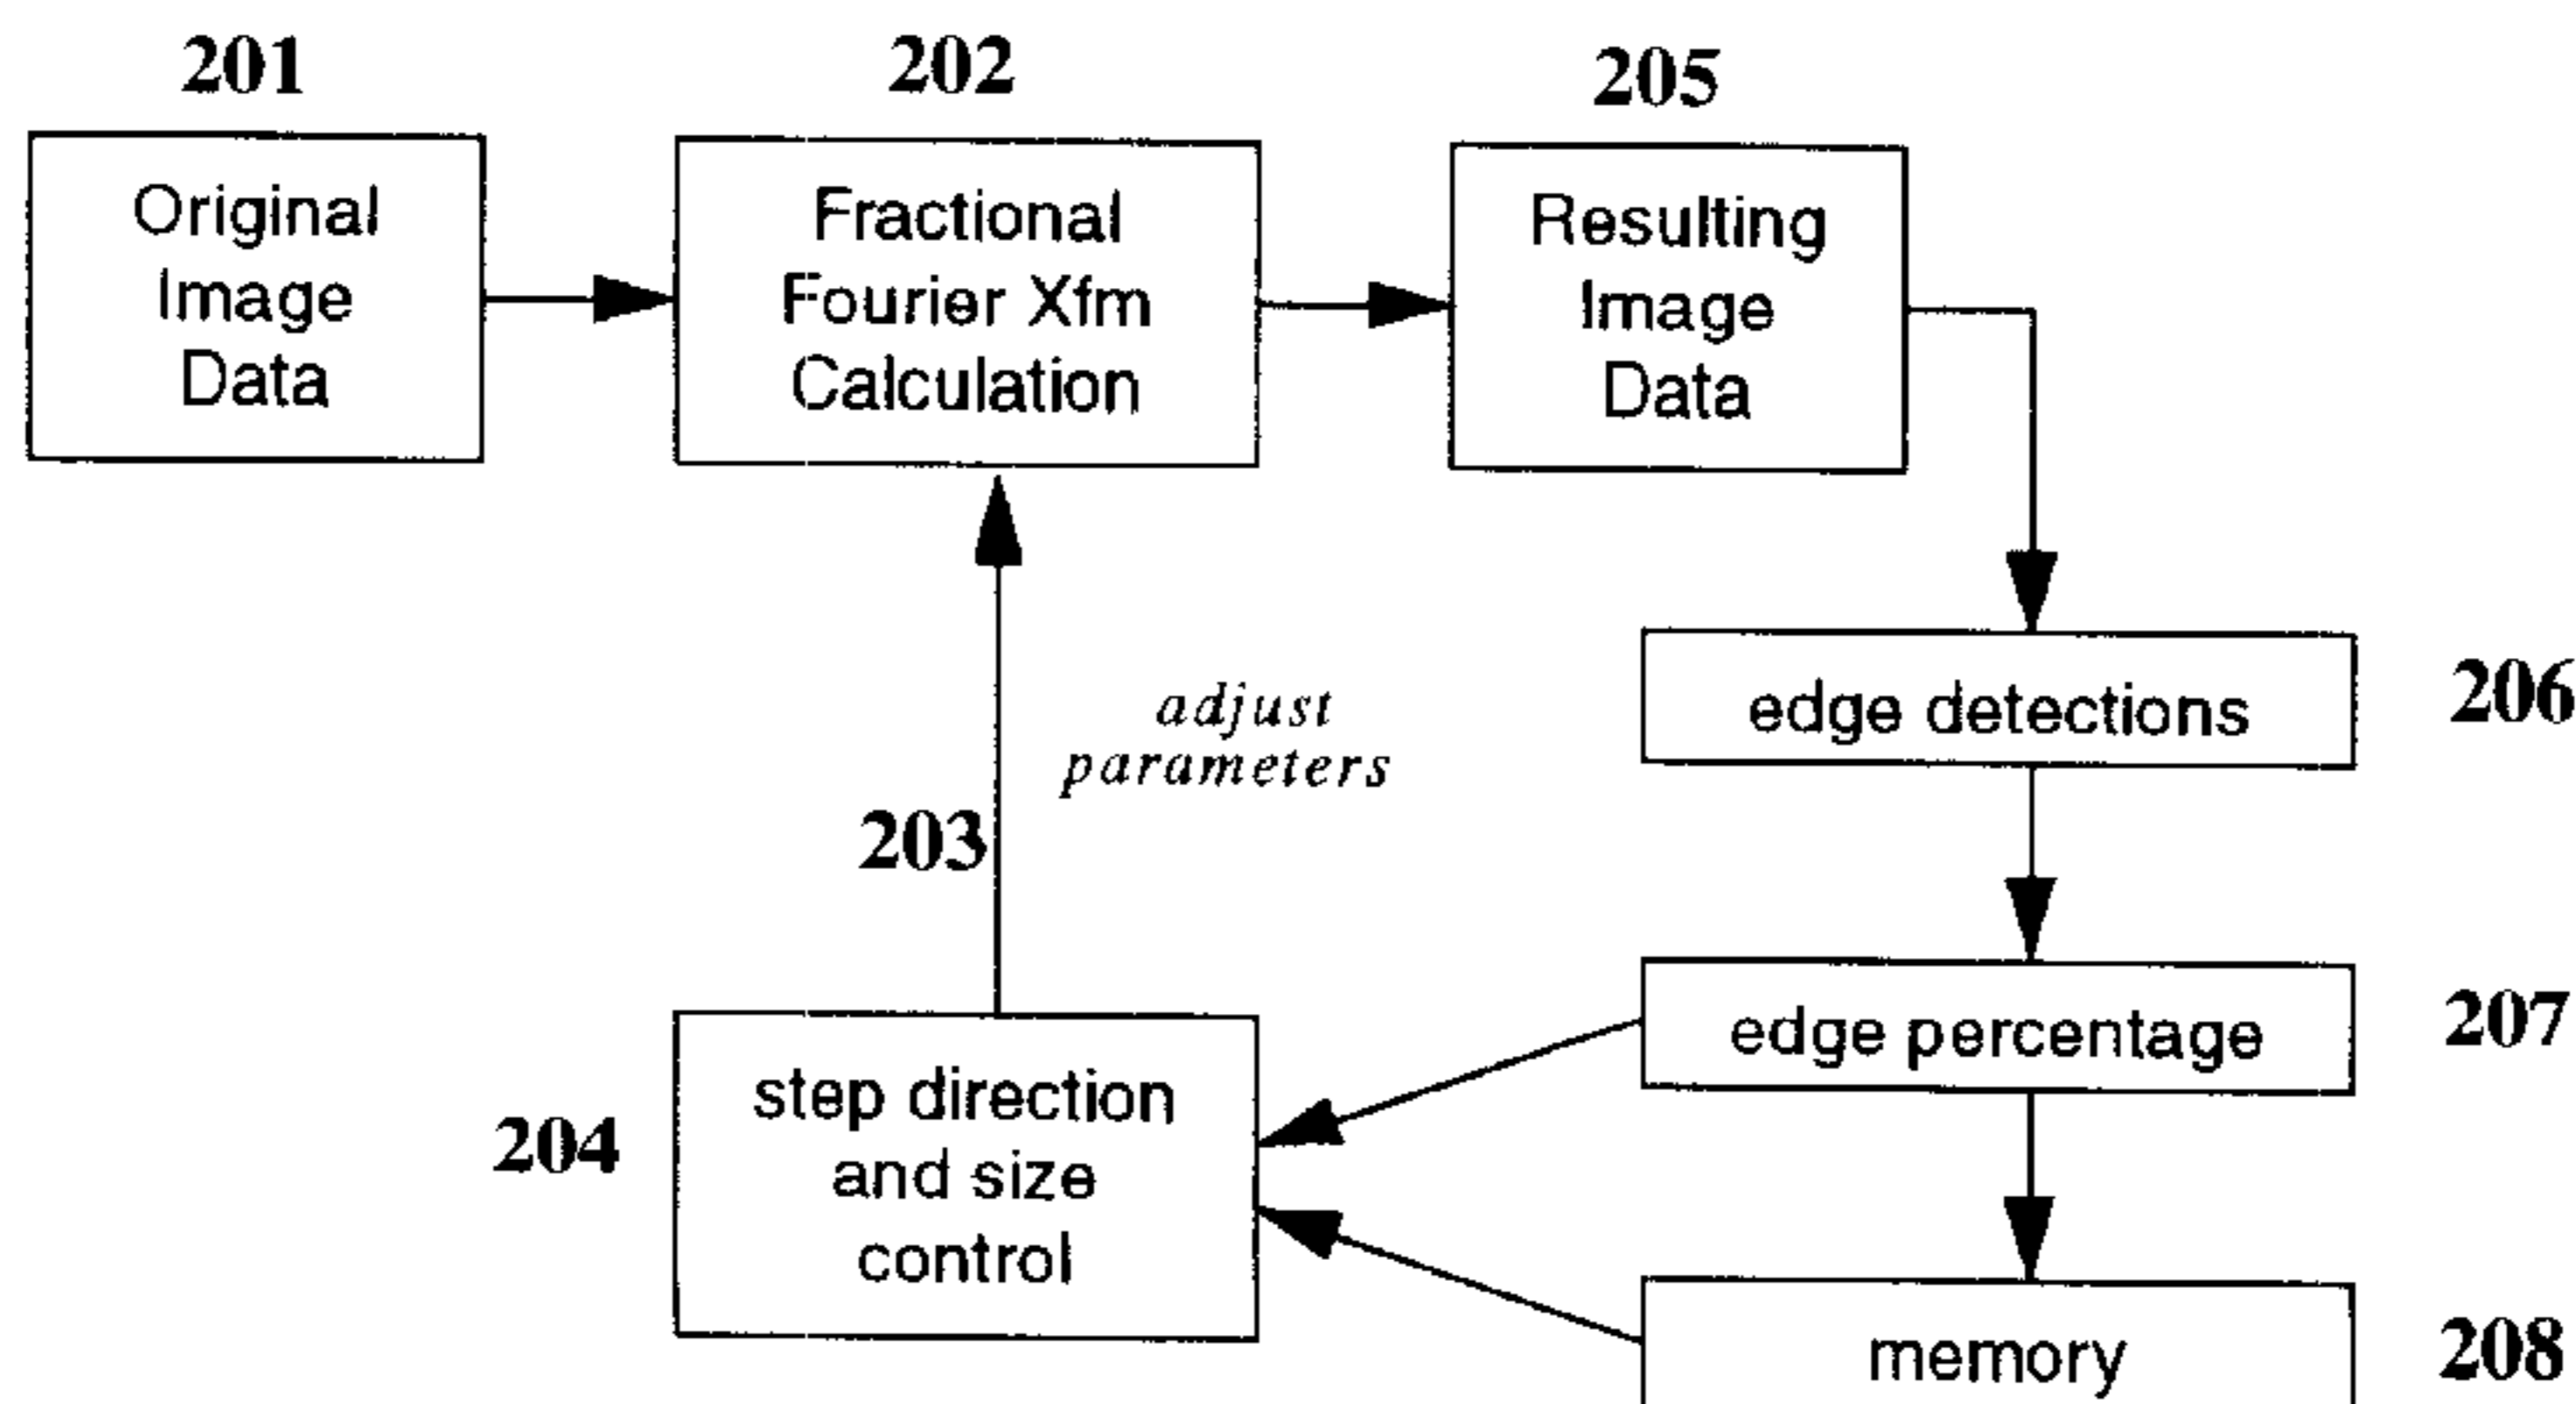 201
Original
Image
Data
202
Fractional
Fourier Xfm
Calculation
205
Resulting
Image
Data
206
edge detections
adjust
parameters
203
207
edge percentage
204
step direction
and size
control
208
memory